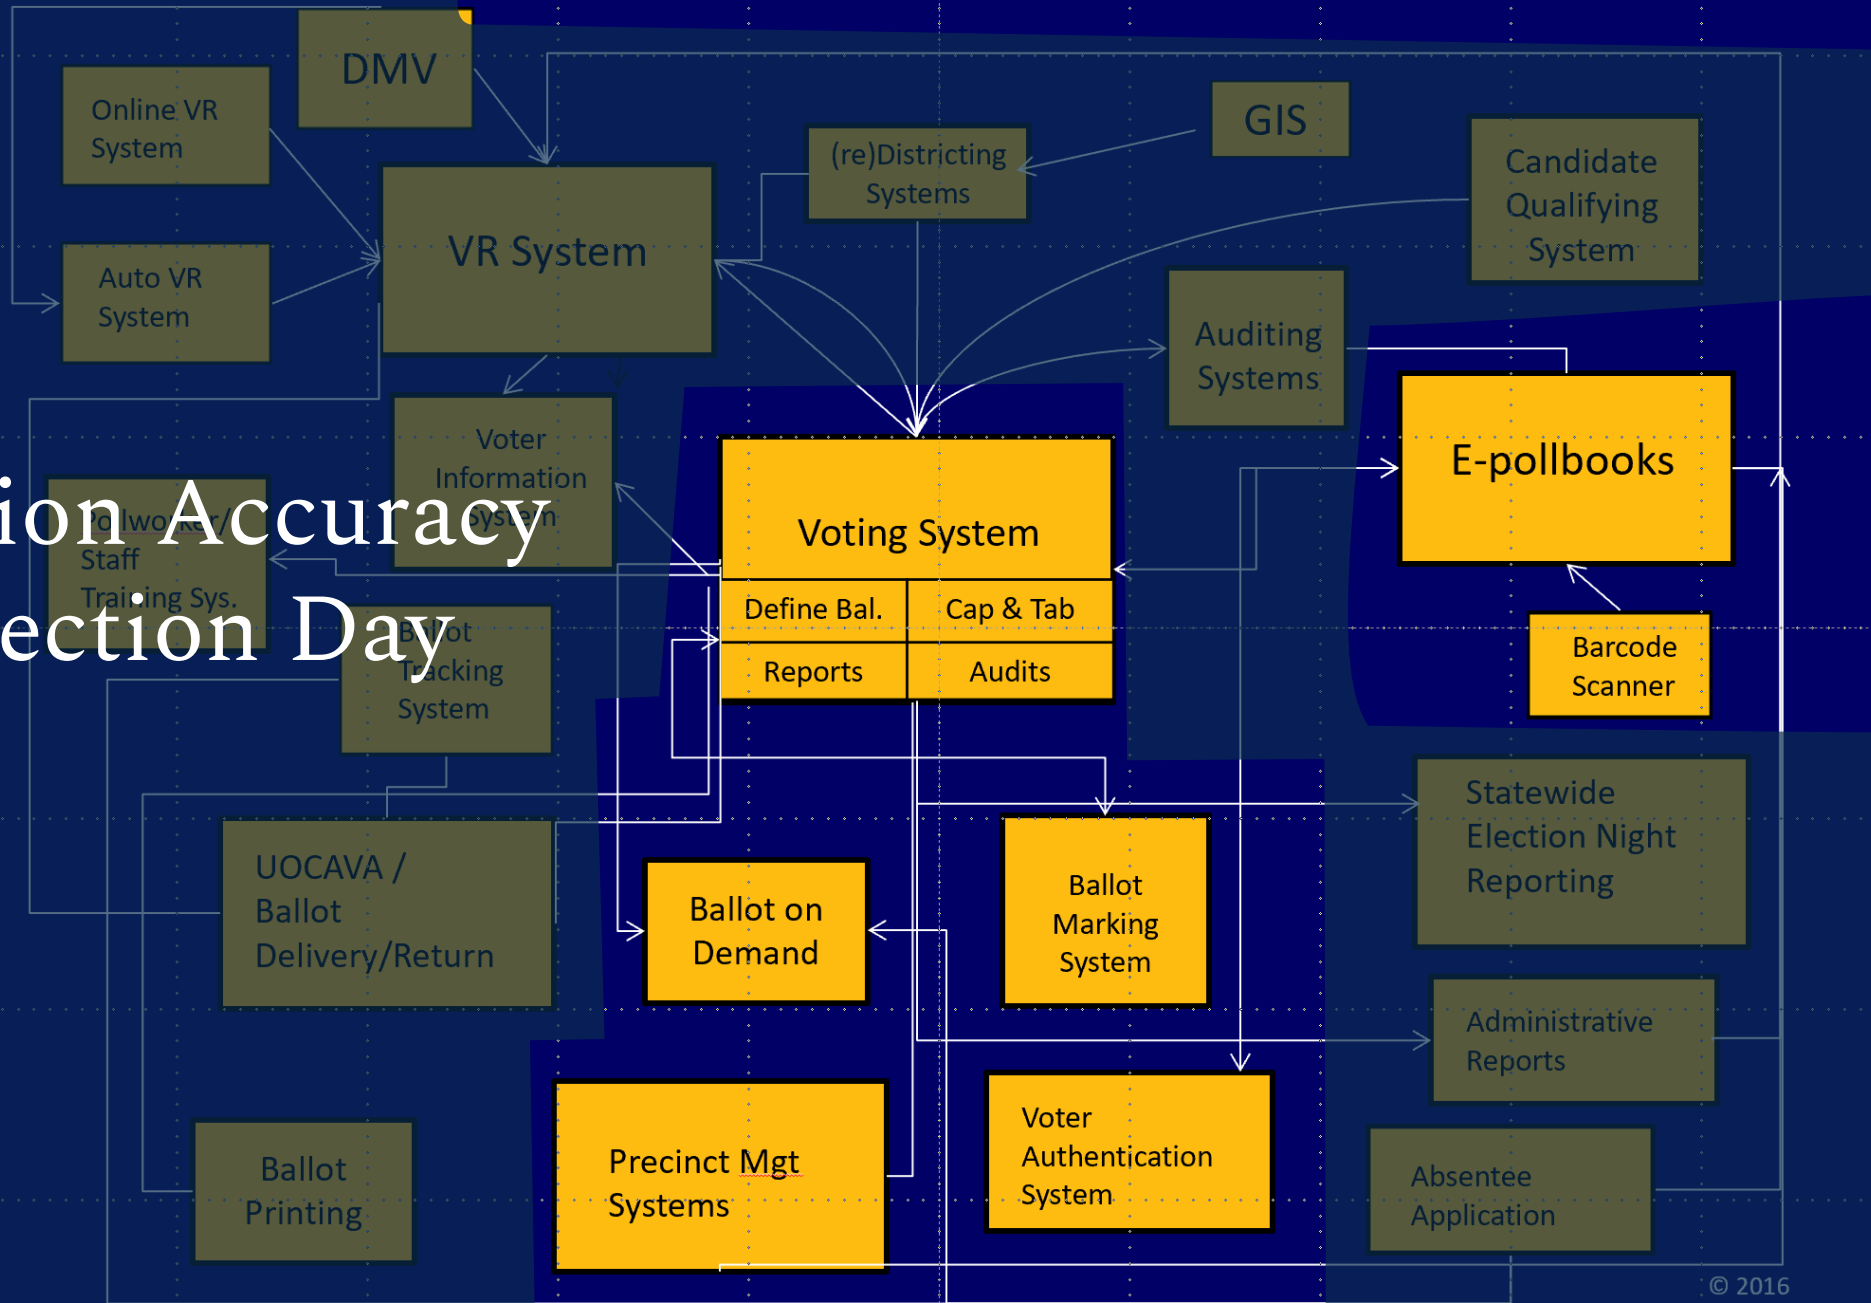 DMV
Online VR
System
GIS
(re)Districting
Systems
Candidate
Qualifying
System
VR System
Auto VR
System
Auditing
Systems
Voter
Information
System
E-pollbooks
ion Accuracy
Pollworker/
Staff
Training Sys.
Voting System
Define Bal.
Cap & Tab
Reports
Audits
ection Day
Ballot
Tracking
System
Barcode
Scanner
Statewide
Election Night
Reporting
UOCAVA /
Ballot
Delivery/Return
Ballot on
Demand
Ballot
Marking
System
Administrative
Reports
Precinct Mgt
Systems
Voter
Authentication
System
Ballot
Printing
Absentee
Application
© 2016